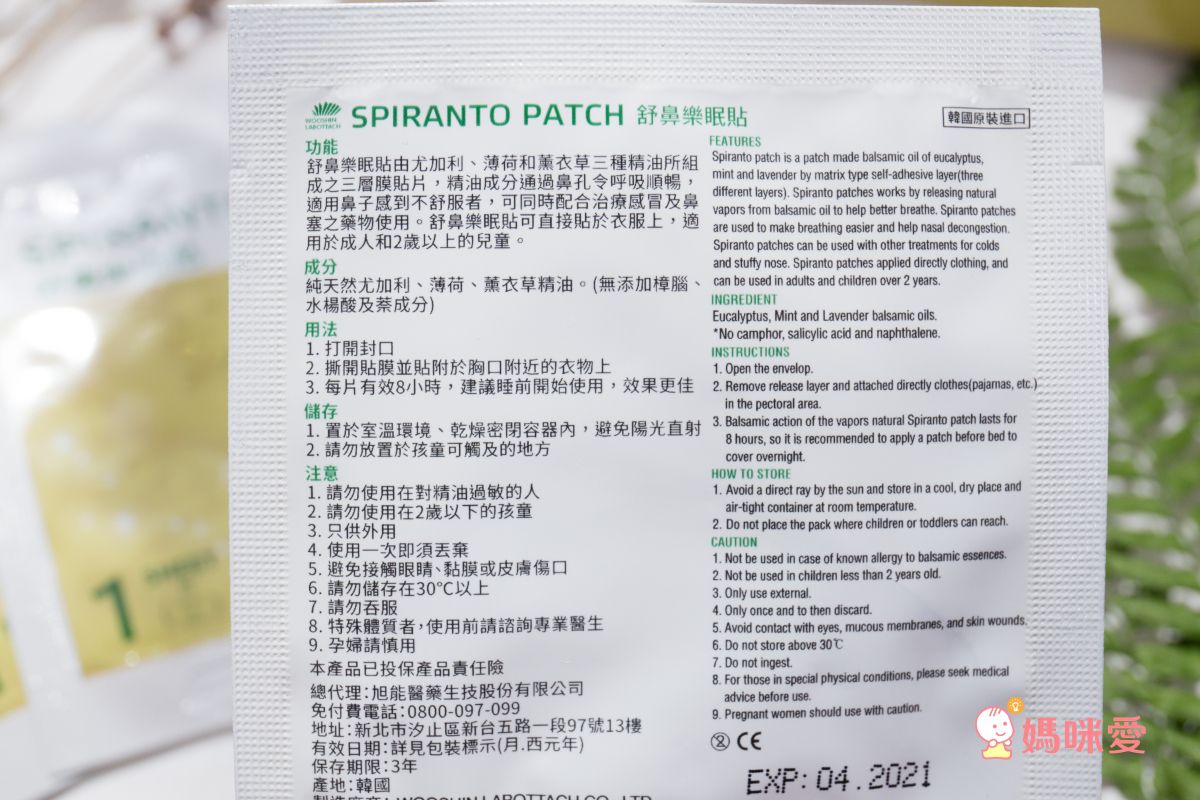 WOOSHIN
LABOTTACH
SPIRANTO PATCH 舒鼻樂眠貼
韓國原裝進口
功能
舒鼻樂眠貼由尤加利、薄荷和薰衣草三種精油所組
成之三層膜貼片，精油成分通過鼻孔令呼吸順暢，
適用鼻子感到不舒服者，可同時配合治療感冒及鼻
塞之藥物使用。舒鼻樂眠貼可直接貼於衣服上，適
用於成人和2歲以上的兒童。
成分
純天然尤加利、薄荷、薰衣草精油。(無添加樟腦、
水楊酸及萘成分)
用法
1. 打開封口
2. 撕開貼膜並貼附於胸口附近的衣物上
3. 每片有效8小時，建議睡前開始使用，效果更佳
儲存
1. 置於室溫環境、乾燥密閉容器內，避免陽光直射
2. 請勿放置於孩童可觸及的地方
注意
1. 請勿使用在對精油過敏的人
2. 請勿使用在2歲以下的孩童
3. 只供外用
4. 使用一次即須丟棄
5. 避免接觸眼睛、黏膜或皮膚傷口
6. 請勿儲存在30℃以上
7. 請勿吞服
8. 特殊體質者，使用前請諮詢專業醫生
9. 孕婦請慎用
本產品已投保產品責任險
總代理:旭能醫藥生技股份有限公司
免付費電話:0800-097-099
地址:新北市汐止區新台五路一段97號13樓
有效日期:詳見包裝標示(月.西元年)
保存期限:3年
產地:韓國
製造廠商: WOOSHIN LABOTTACH CO., LTD.
FEATURES
Spiranto patch is a patch made balsamic oil of eucalyptus,
mint and lavender by matrix type self-adhesive layer(three
different layers). Spiranto patches works by releasing natural
vapors from balsamic oil to help better breathe. Spiranto patches
are used to make breathing easier and help nasal decongestion.
Spiranto patches can be used with other treatments for colds
and stuffy nose. Spiranto patches applied directly clothing, and
can be used in adults and children over 2 years.
INGREDIENT
Eucalyptus, Mint and Lavender balsamic oils.
*No camphor, salicylic acid and naphthalene.
INSTRUCTIONS
1. Open the envelop.
2. Remove release layer and attached directly clothes(pajamas, etc.)
in the pectoral area.
3. Balsamic action of the vapors natural Spiranto patch lasts for
8 hours, so it is recommended to apply a patch before bed to
cover overnight.
HOW TO STORE
1. Avoid a direct ray by the sun and store in a cool, dry place and
air-tight container at room temperature.
2. Do not place the pack where children or toddlers can reach.
CAUTION
1. Not be used in case of known allergy to balsamic essences.
2. Not be used in children less than 2 years old.
3. Only use external.
4. Only once and to then discard.
5. Avoid contact with eyes, mucous membranes, and skin wounds.
6. Do not store above 30℃
7. Do not ingest.
8. For those in special physical conditions, please seek medical
advice before use.
9. Pregnant women should use with caution.
2 CE
EXP: 04.2021
媽咪愛
1